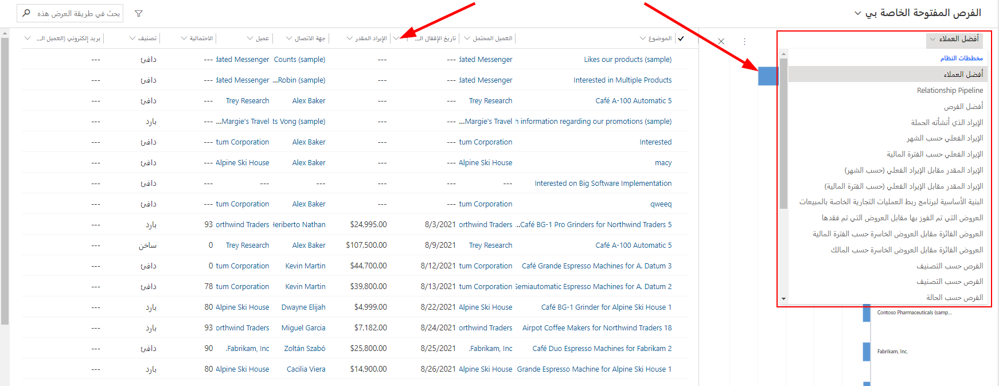 الفرص المفتوحة الخاصة بي
بحث في طريقة العرض هذه
أفضل العملاء
مخططات النظام
أفضل العملاء
Relationship Pipeline
أفضل الفرص
الإيراد الذي أنشأته الحملة
الإيراد الفعلي حسب الشهر
الإيراد الفعلي حسب الفترة المالية
الإيراد المقدر مقابل الإيراد الفعلي (حسب الشهر)
الإيراد المقدر مقابل الإيراد الفعلي (حسب الفترة المالية)
البنية الأساسية لبرنامج ربط العمليات التجارية الخاصة بالمبيعات
العروض التي تم الفوز بها مقابل العروض التي تم فقدها
العروض الفائزة مقابل العروض الخاسرة حسب الفترة المالية
العروض الفائزة مقابل العروض الخاسرة حسب المالك
الفرص حسب التصنيف
الفرص حسب التصنيف
الفرص حسب الحالة
Contoso Pharmaceuticals (samp...
Fabrikam, Inc.
الموضوع العميل المحتمل تاريخ الإقفال الـ... الإيراد المقدر جهة الاتصال عميل الاحتمالية تصنيف بريد إلكتروني (العميل الـ...
Likes our products (sample) dated Messenger --- --- Counts (sample) dated Messenger --- دافئ ---
Interested in Multiple Products dated Messenger --- --- Robin (sample)... dated Messenger --- دافئ ---
Café A-100 Automatic 5 Trey Research --- --- Alex Baker Trey Research --- دافئ ---
h information regarding our promotions (sample) Margie's Travel... --- --- ts Vong (sample) Margie's Travel... --- بارد ---
Interested tum Corporation --- --- Alex Baker tum Corporation --- دافئ ---
macy Alpine Ski House --- --- Alex Baker Alpine Ski House --- دافئ ---
Interested on Big Software Implementation --- --- --- --- --- --- دافئ ---
qweeq tum Corporation --- --- Alex Baker tum Corporation --- دافئ ---
Café BG-1 Pro Grinders for Northwind Traders 5... orthwind Traders 8/3/2021 $24,995.00 Heriberto Nathan orthwind Traders 93 بارد ---
Café A-100 Automatic 5 Trey Research 8/9/2021 $107,500.00 Alex Baker Trey Research 0 ساخن ---
Café Grande Espresso Machines for A. Datum 3 tum Corporation 8/12/2021 $44,700.00 Kevin Martin tum Corporation 0 دافئ ---
Semiautomatic Espresso Machines for A. Datum 2 tum Corporation 8/13/2021 $39,800.00 Kevin Martin tum Corporation 78 دافئ ---
Café BG-1 Grinder for Alpine Ski House 1 Alpine Ski House 8/22/2021 $4,999.00 Dwayne Elijah Alpine Ski House 80 بارد ---
Airpot Coffee Makers for Northwind Traders 18 orthwind Traders 8/24/2021 $7,182.00 Miguel Garcia orthwind Traders 93 بارد ---
Café Duo Espresso Machines for Fabrikam 2 Fabrikam, Inc. 8/25/2021 $25,800.00 Zoltán Szabó Fabrikam, Inc. 90 دافئ ---
Grande Espresso Machine for Alpine Ski House 1 Alpine Ski House 8/26/2021 $14,900.00 Cacilia Viera Alpine Ski House 80 بارد ---